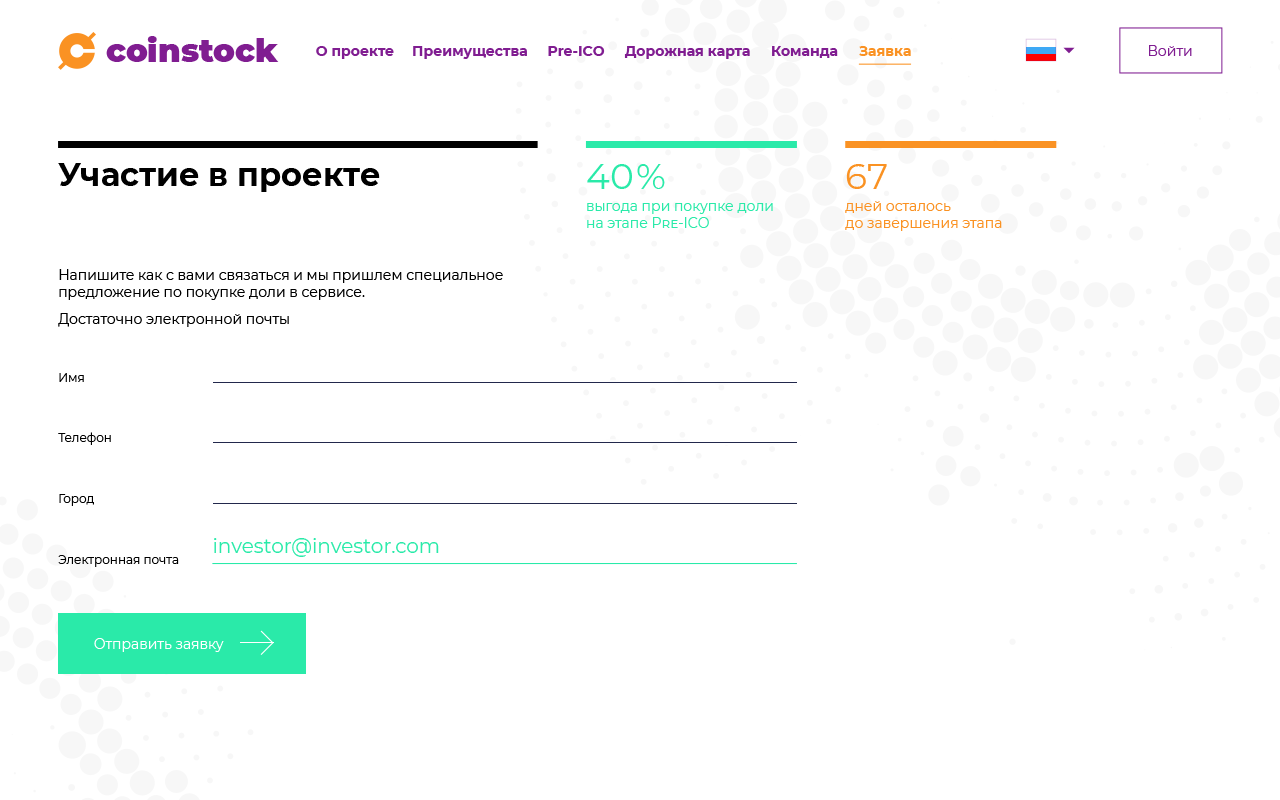 coinstock
О проекте Преимущества Pre-ICO Дорожная карта Команда Заявка
Войти
Участие в проекте
40%
выгода при покупке доли
на этапе Pre-ICO
67
дней осталось
до завершения этапа
Напишите как с вами связаться и мы пришлем специальное
предложение по покупке доли в сервисе.
Достаточно электронной почты
Имя
Телефон
Город
Электронная почта investor@investor.com
Отправить заявку